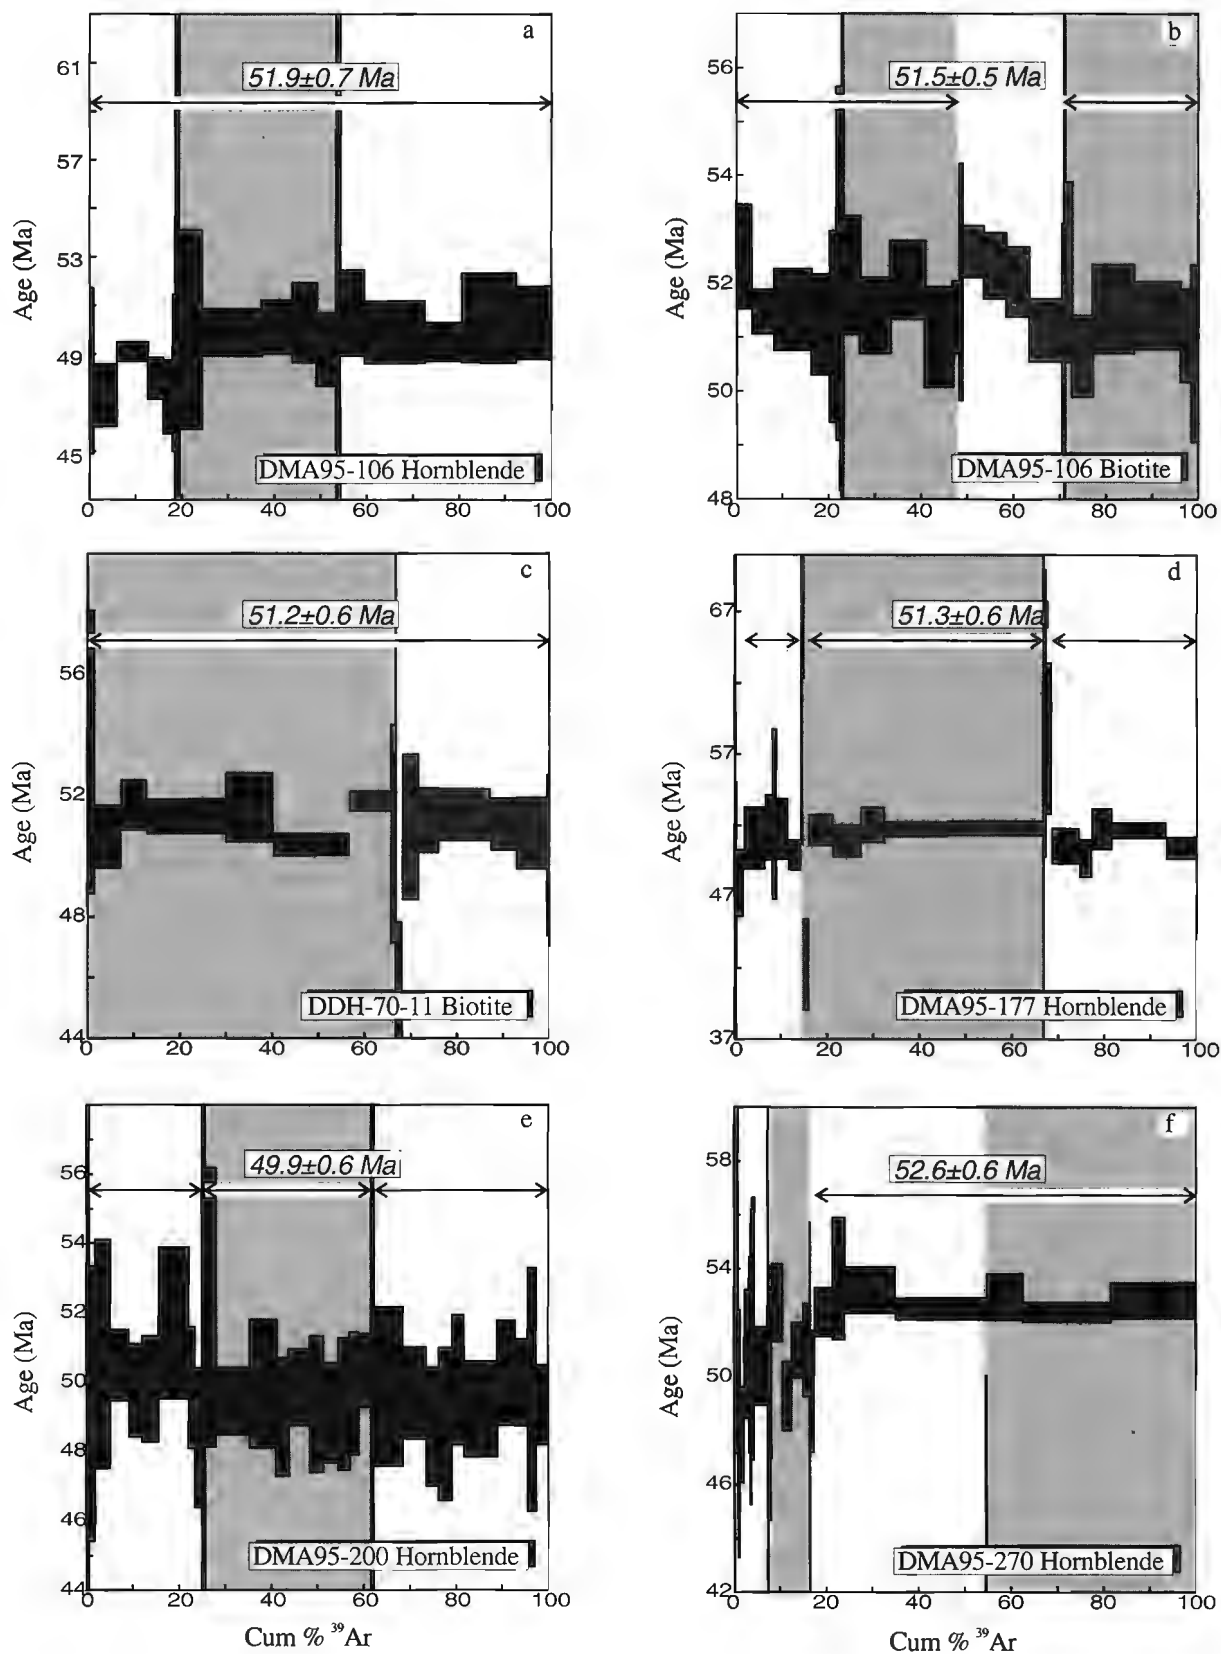 a
51.9±0.7 Ma
61
57
53
49
45
Age (Ma)
DMA95-106 Hornblende
0 20 40 60 80 100
b
51.5±0.5 Ma
56
54
52
50
48
Age (Ma)
DMA95-106 Biotite
0 20 40 60 80 100
c
51.2±0.6 Ma
56
52
48
44
Age (Ma)
DDH-70-11 Biotite
0 20 40 60 80 100
d
51.3±0.6 Ma
67
57
47
37
Age (Ma)
DMA95-177 Hornblende
0 20 40 60 80 100
e
49.9±0.6 Ma
56
54
52
50
48
46
44
Age (Ma)
DMA95-200 Hornblende
0 20 40 60 80 100
Cum % ³⁹Ar
f
52.6±0.6 Ma
58
54
50
46
42
Age (Ma)
DMA95-270 Hornblende
0 20 40 60 80 100
Cum % ³⁹Ar